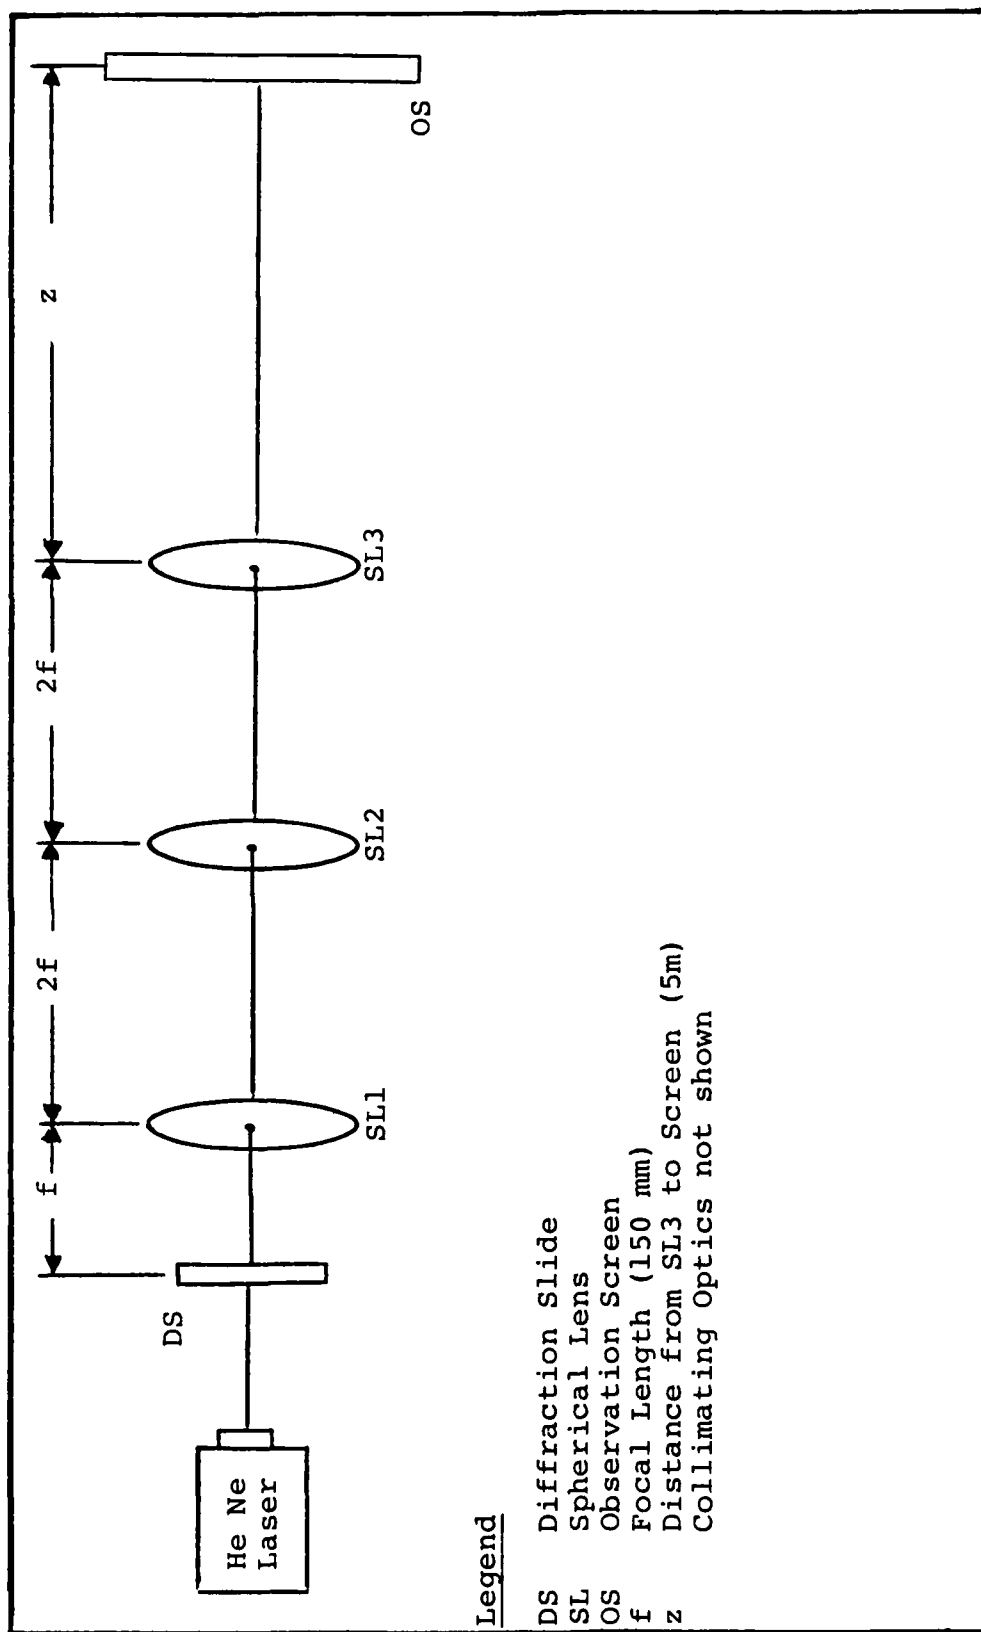 f
2f
2f
z
He Ne
Laser
DS
SL1
SL2
SL3
OS
Legend
DS Diffraction Slide
SL Spherical Lens
OS Observation Screen
f Focal Length (150 mm)
z Distance from SL3 to Screen (5m)
Collimating Optics not shown